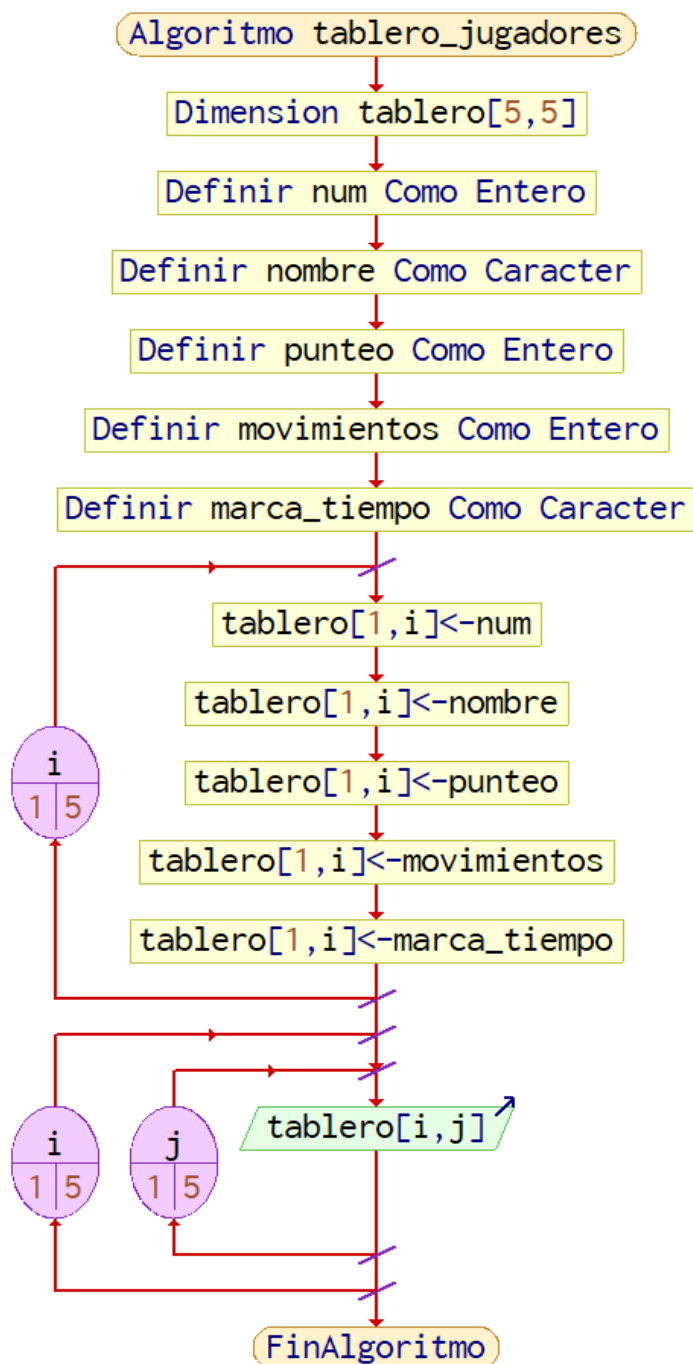 Algoritmo tablero_jugadores
Dimension tablero[5,5]
Definir num Como Entero
Definir nombre Como Caracter
Definir punteo Como Entero
Definir movimientos Como Entero
Definir marca_tiempo Como Caracter
tablero[1,i]<-num
tablero[1,i]<-nombre
i
1 5
tablero[1,i]<-punteo
tablero[1,i]<-movimientos
tablero[1,i]<-marca_tiempo
i
1 5
j
1 5
tablero[i,j]
FinAlgoritmo